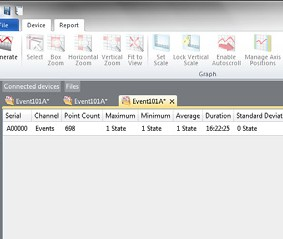 File Device Report
nerate Select Box Zoom Horizontal Zoom Vertical Zoom Fit to View Set Scale Lock Vertical Scale Enable Autoscroll Manage Axis Positions
Graph
Connected devices Files
Event101A* Event101A* Event101A* ×
Serial Channel Point Count Maximum Minimum Average Duration Standard Deviat
A00000 Events 698 1 State 1 State 1 State 16:22:25 0 State